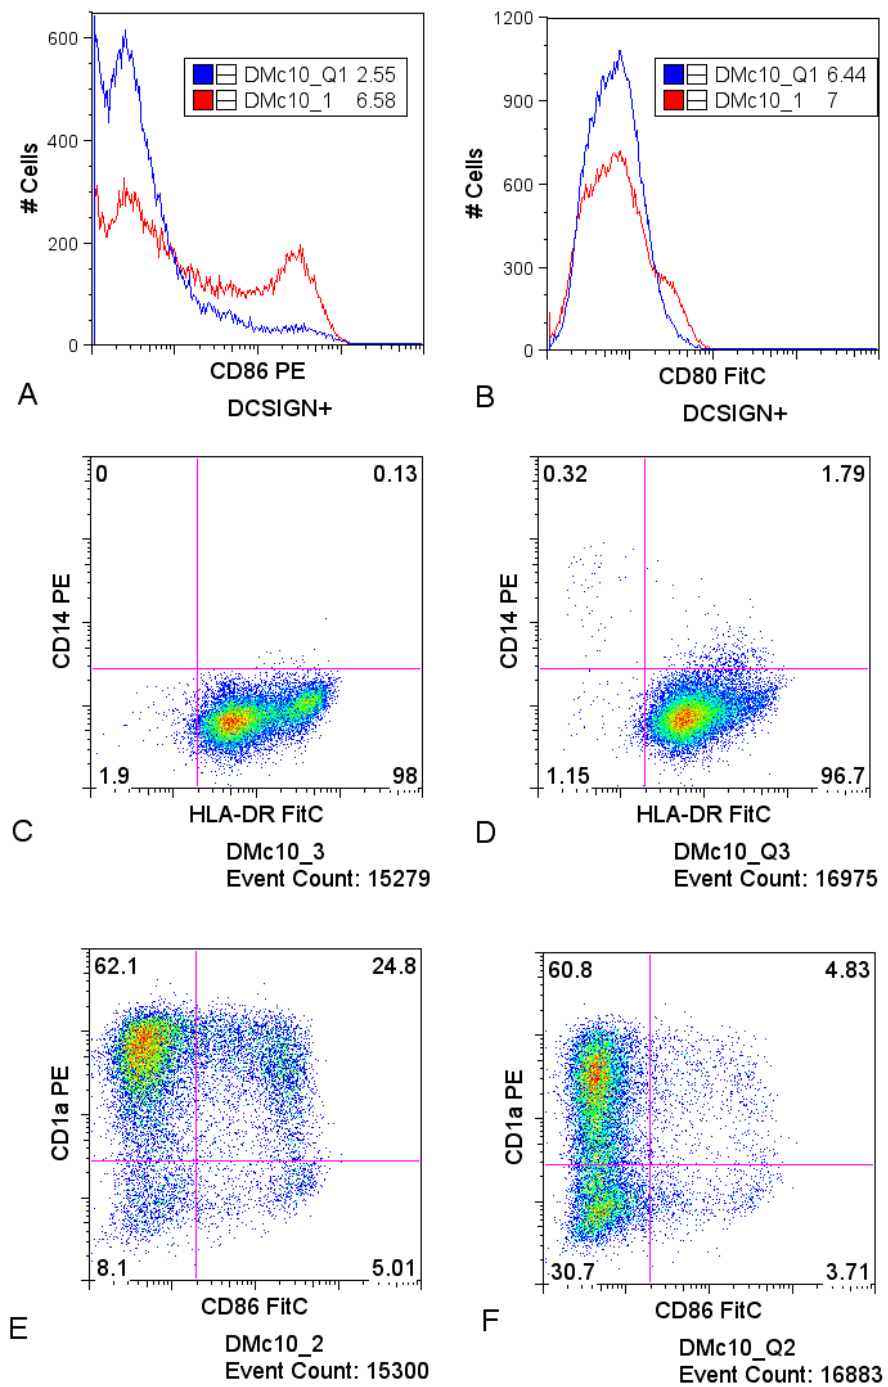 600
400
200
0
# Cells
DMc10_Q1 2.55
DMc10_1 6.58
CD86 PE
A
DCSIGN+
1200
900
600
300
0
# Cells
DMc10_Q1 6.44
DMc10_1 7
CD80 FitC
B
DCSIGN+
0
0.13
CD14 PE
1.9
98
HLA-DR FitC
C
DMc10_3
Event Count: 15279
0.32
1.79
CD14 PE
1.15
96.7
HLA-DR FitC
D
DMc10_Q3
Event Count: 16975
62.1
24.8
CD1a PE
8.1
5.01
CD86 FitC
E
DMc10_2
Event Count: 15300
60.8
4.83
CD1a PE
30.7
3.71
CD86 FitC
F
DMc10_Q2
Event Count: 16883